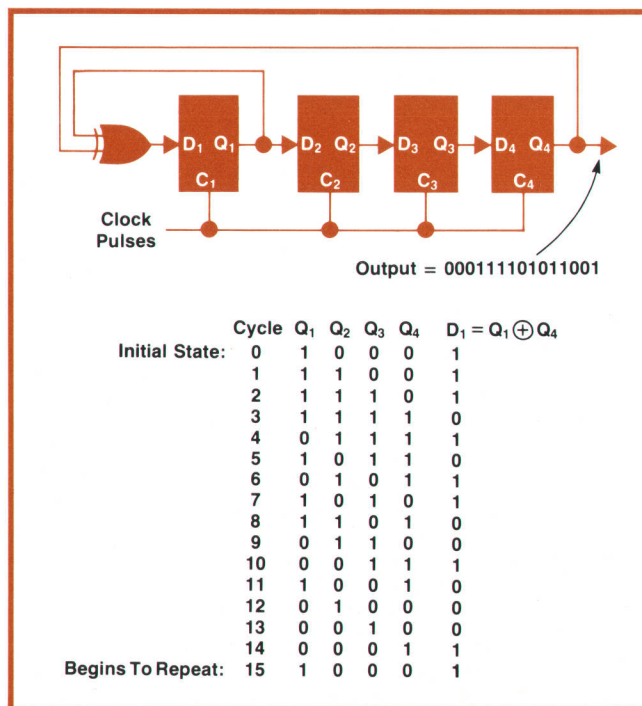 D₁ Q₁ D₂ Q₂ D₃ Q₃ D₄ Q₄
C₁ C₂ C₃ C₄
Clock
Pulses
Output = 000111101011001
Cycle Q₁ Q₂ Q₃ Q₄ D₁ = Q₁ ⊕ Q₄
Initial State: 0 1 0 0 0 1
1 1 1 0 0 1
2 1 1 1 0 1
3 1 1 1 1 0
4 0 1 1 1 1
5 1 0 1 1 0
6 0 1 0 1 1
7 1 0 1 0 1
8 1 1 0 1 0
9 0 1 1 0 0
10 0 0 1 1 1
11 1 0 0 1 0
12 0 1 0 0 0
13 0 0 1 0 0
14 0 0 0 1 1
Begins To Repeat: 15 1 0 0 0 1